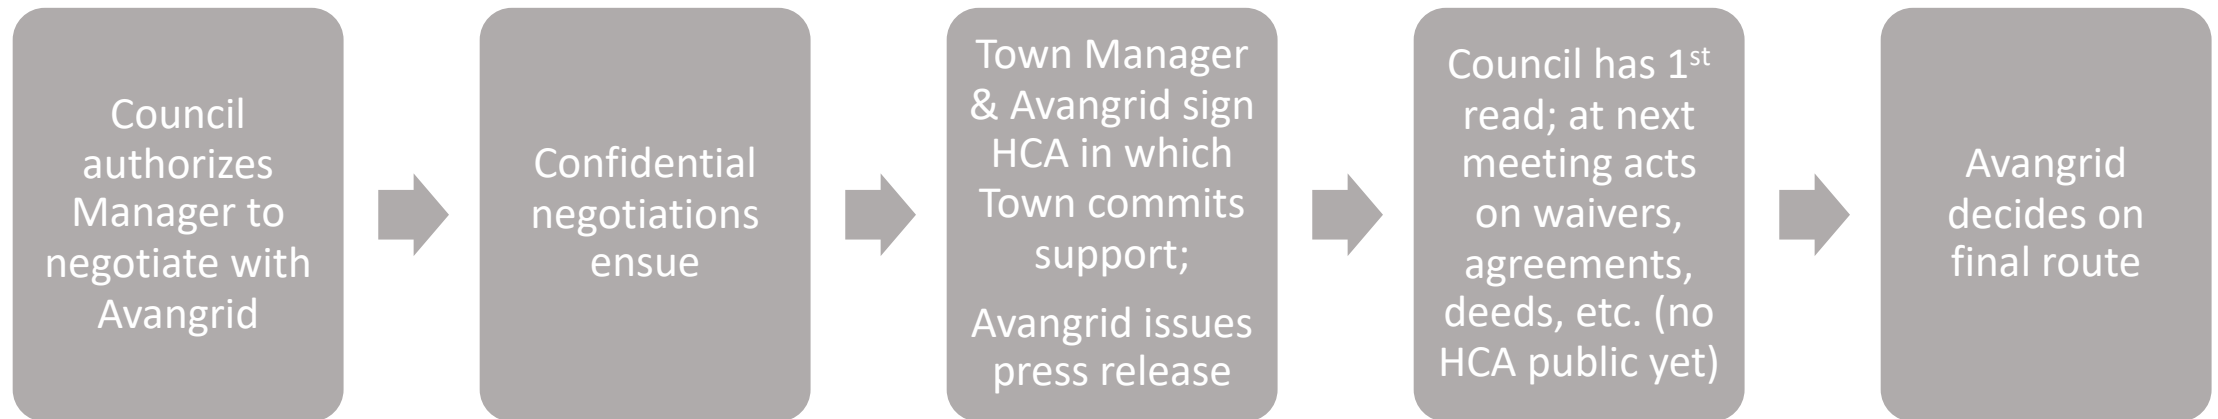 Council
authorizes
Manager to
negotiate with
Avangrid
Confidential
negotiations
ensue
Town Manager
& Avangrid sign
HCA in which
Town commits
support;
Avangrid issues
press release
Council has 1st
read; at next
meeting acts
on waivers,
agreements,
deeds, etc. (no
HCA public yet)
Avangrid
decides on
final route